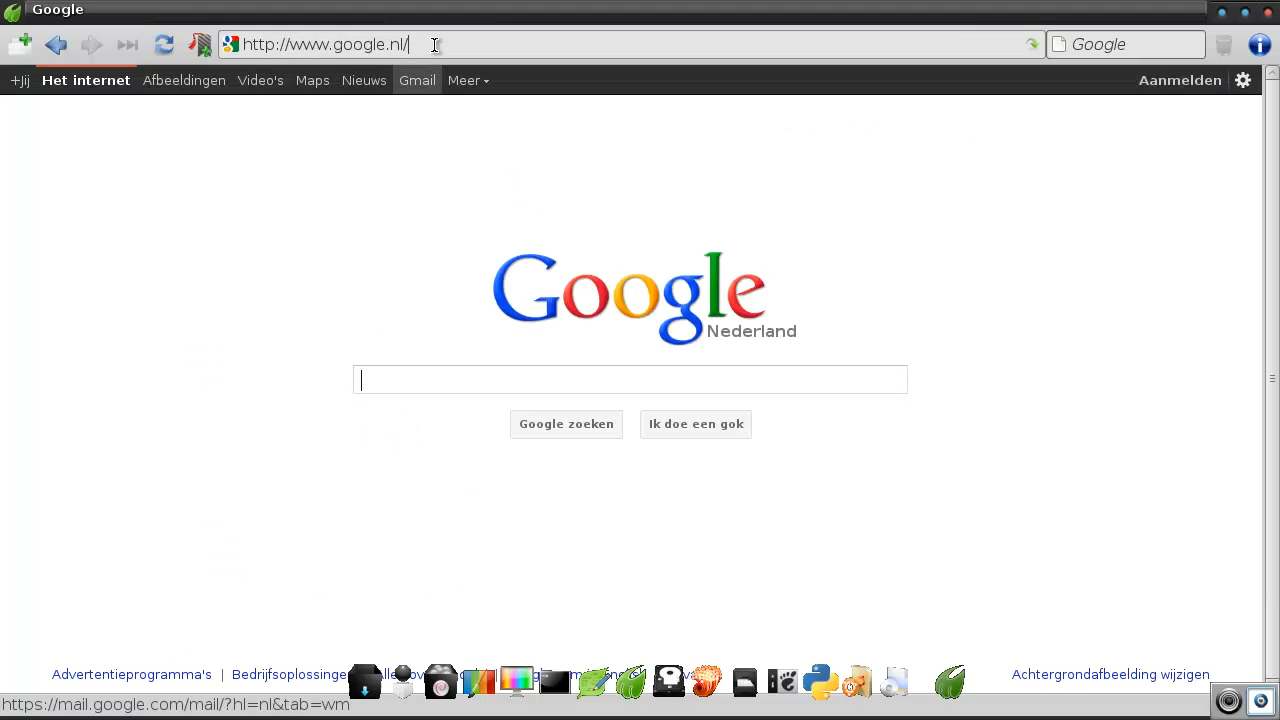 Google
http://www.google.nl/
Google
+Jij Het internet Afbeeldingen Video's Maps Nieuws Gmail Meer
Aanmelden
Google
Nederland
Google zoeken Ik doe een gok
Advertentieprogramma's | Bedrijfsoplossinge
Achtergrondafbeelding wijzigen
https://mail.google.com/mail/?hl=nl&tab=wm